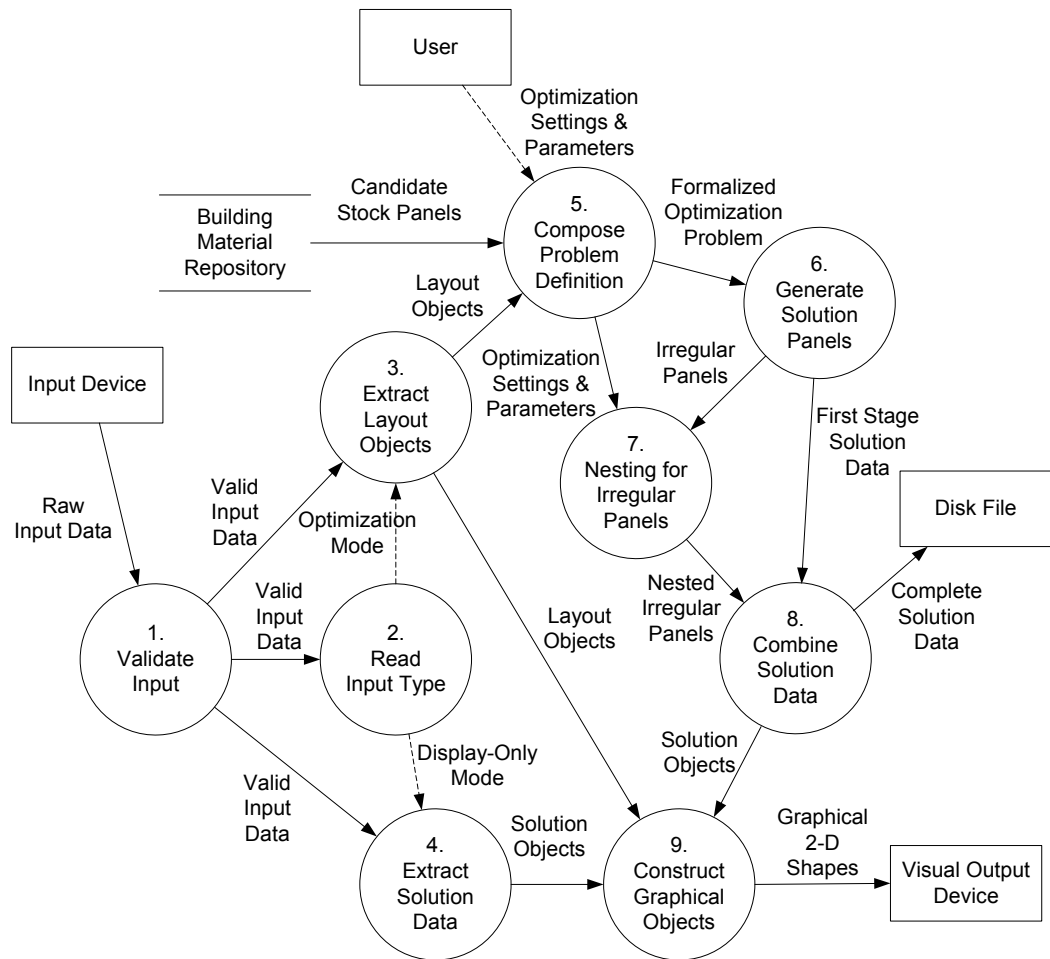 User
Optimization
Settings &
Parameters
Candidate
Stock Panels
Building
Material
Repository
5.
Compose
Problem
Definition
Formalized
Optimization
Problem
6.
Generate
Solution
Panels
Layout
Objects
Input Device
3.
Extract
Layout
Objects
Optimization
Settings &
Parameters
Irregular
Panels
7.
Nesting for
Irregular
Panels
First Stage
Solution
Data
Disk File
Raw
Input Data
Valid
Input
Data
Optimization
Mode
Valid
Input
Data
1.
Validate
Input
2.
Read
Input Type
Layout
Objects
Nested
Irregular
Panels
8.
Combine
Solution
Data
Complete
Solution
Data
Display-Only
Mode
Valid
Input
Data
Solution
Objects
4.
Extract
Solution
Data
Solution
Objects
9.
Construct
Graphical
Objects
Graphical
2-D
Shapes
Visual Output
Device